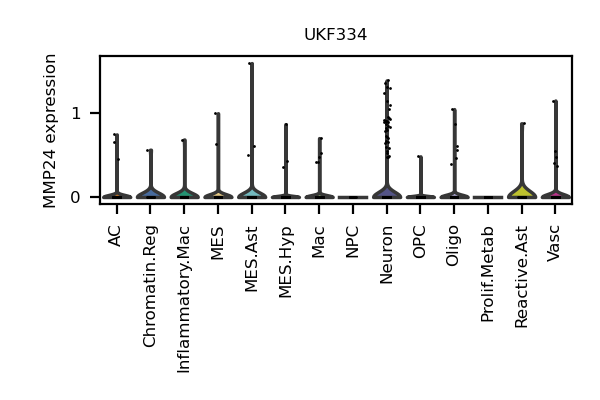 UKF334
MMP24 expression
1
0
AC
Chromatin.Reg
Inflammatory.Mac
MES
MES.Ast
MES.Hyp
Mac
NPC
Neuron
OPC
Oligo
Prolif.Metab
Reactive.Ast
Vasc